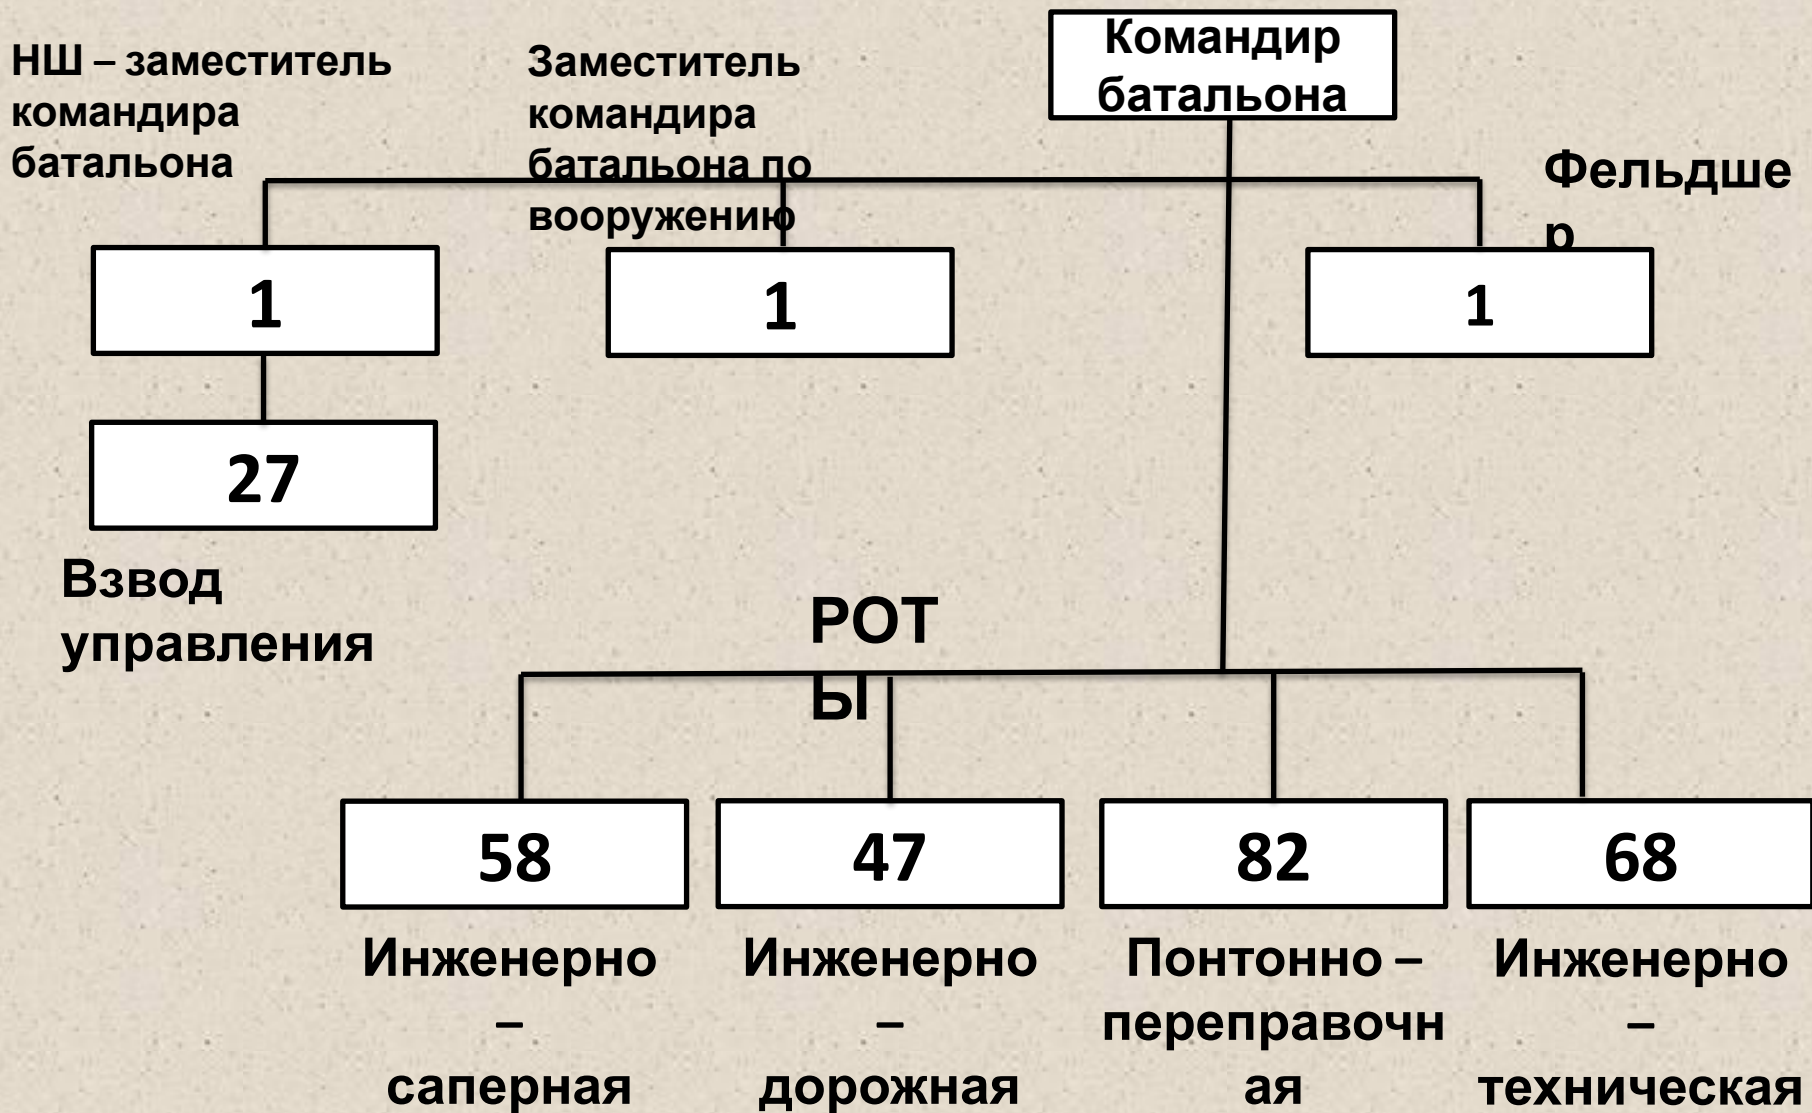 Командир
батальона
НШ – заместитель
командира
батальона
Заместитель
командира
батальона по
вооружению
Фельдше
р
1
1
1
27
Взвод
управления
РОТ
Ы
58
47
82
68
Инженерно
–
саперная
Инженерно
–
дорожная
Понтонно –
переправочн
ая
Инженерно
–
техническая